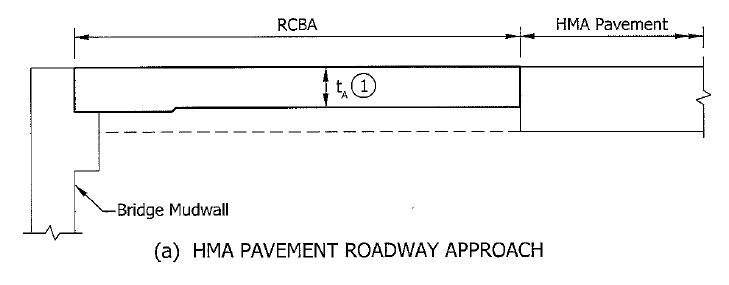 RCBA
HMA Pavement
tA 1
Bridge Mudwall
(a) HMA PAVEMENT ROADWAY APPROACH